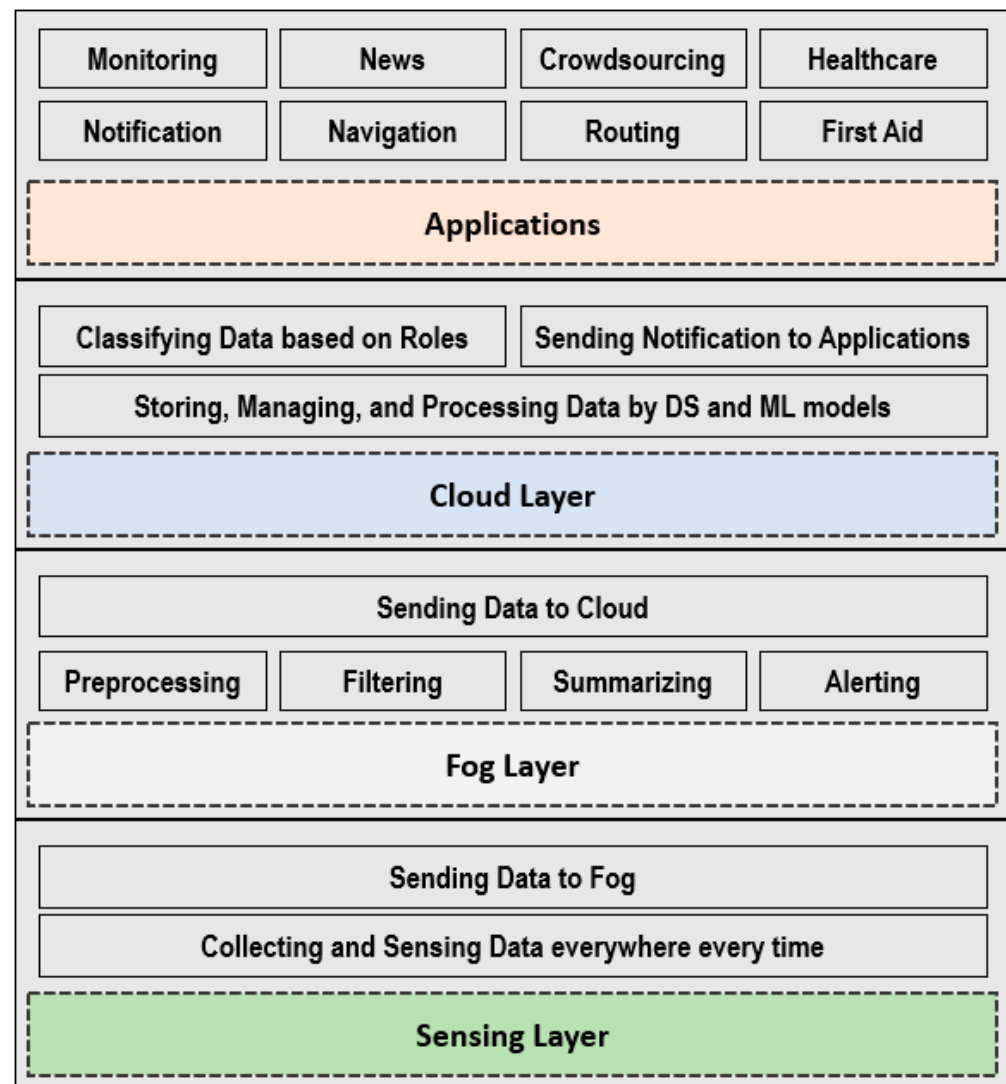 Monitoring
News
Crowdsourcing
Healthcare
Notification
Navigation
Routing
First Aid
Applications
Classifying Data based on Roles
Sending Notification to Applications
Storing, Managing, and Processing Data by DS and ML models
Cloud Layer
Sending Data to Cloud
Preprocessing
Filtering
Summarizing
Alerting
Fog Layer
Sending Data to Fog
Collecting and Sensing Data everywhere every time
Sensing Layer